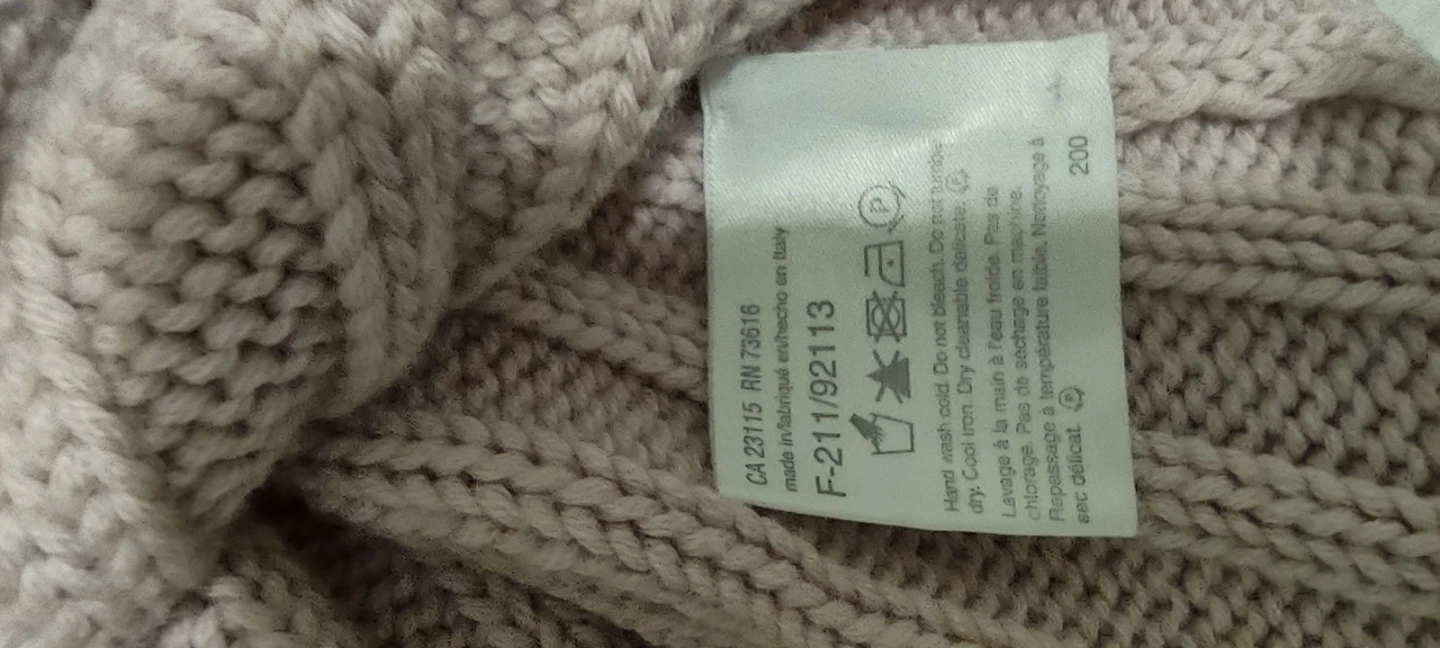 CA 23115 RN 73616
made in/fabriqué en/hecho en Italy
F-211/92113
P
Hand wash cold. Do not bleach. Do not tumble
dry. Cool iron. Dry cleanable delicate. P
Lavage à la main à l'eau froide. Pas de
chlorage. Pas de séchage en machine.
Repassage à température faible. Nettoyage à
sec délicat P 200